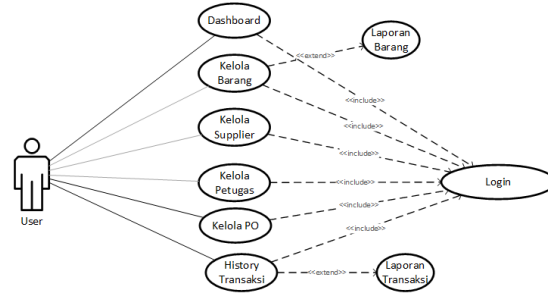 Dashboard
Laporan
Barang
<<extend>>
Kelola
Barang
<<include>>
<<include>>
Kelola
Supplier
<<include>>
Kelola
Petugas
<<include>>
Login
User
Kelola PO
<<include>>
<<include>>
History
Transaksi
<<extend>>
Laporan
Transaksi